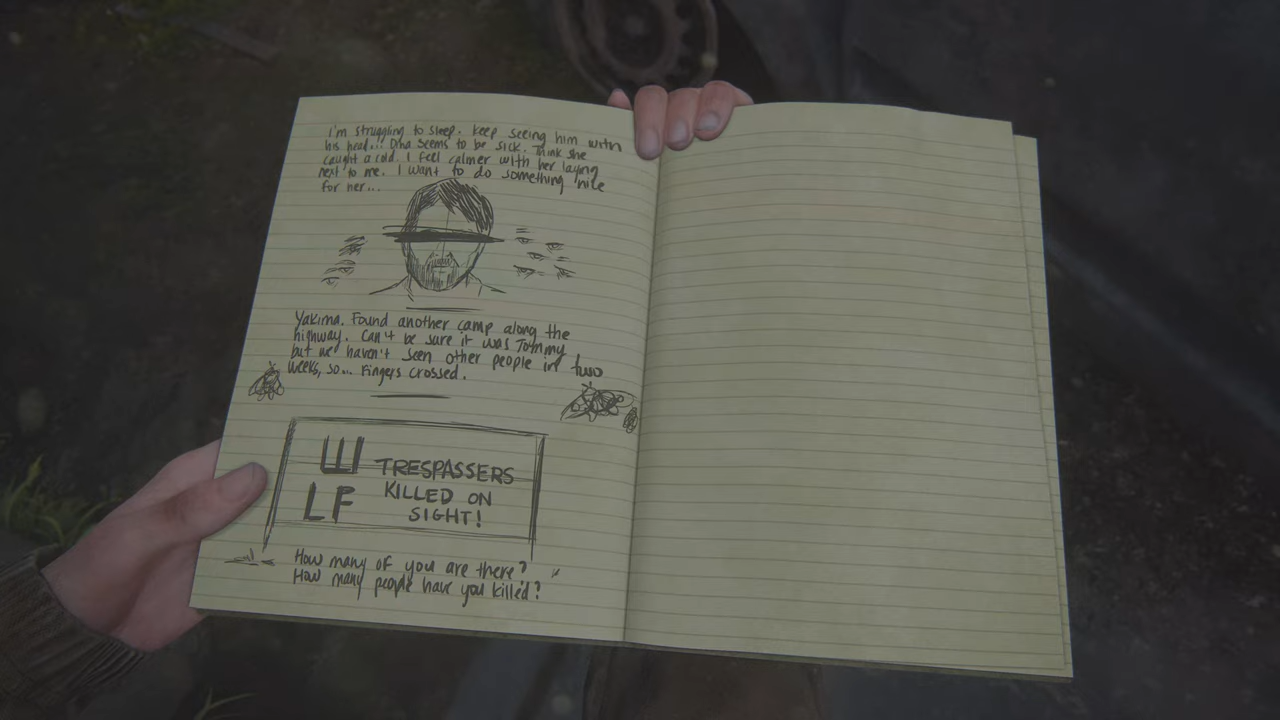 I'm struggling to sleep. Keep seeing him with
his head... Dina seems to be sick. Think she
caught a cold. I feel calmer with her laying
next to me. I want to do something nice
for her...
Yakima. Found another camp along the
highway. Can't be sure it was Tommy
but we haven't seen other people in two
weeks, so... Fingers crossed.
W TRESPASSERS
LF KILLED ON
SIGHT!
How many of you are there?
How many people have you killed?